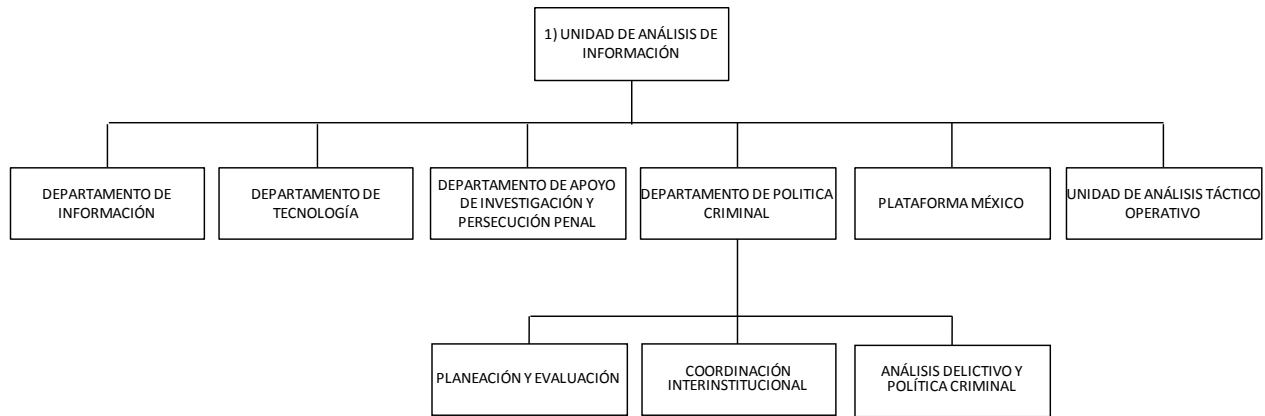 1) UNIDAD DE ANÁLISIS DE
INFORMACIÓN
DEPARTAMENTO DE
INFORMACIÓN
DEPARTAMENTO DE
TECNOLOGÍA
DEPARTAMENTO DE APOYO
DE INVESTIGACIÓN Y
PERSECUCIÓN PENAL
DEPARTAMENTO DE POLITICA
CRIMINAL
PLATAFORMA MÉXICO
UNIDAD DE ANÁLISIS TÁCTICO
OPERATIVO
PLANEACIÓN Y EVALUACIÓN
COORDINACIÓN
INTERINSTITUCIONAL
ANÁLISIS DELICTIVO Y
POLÍTICA CRIMINAL